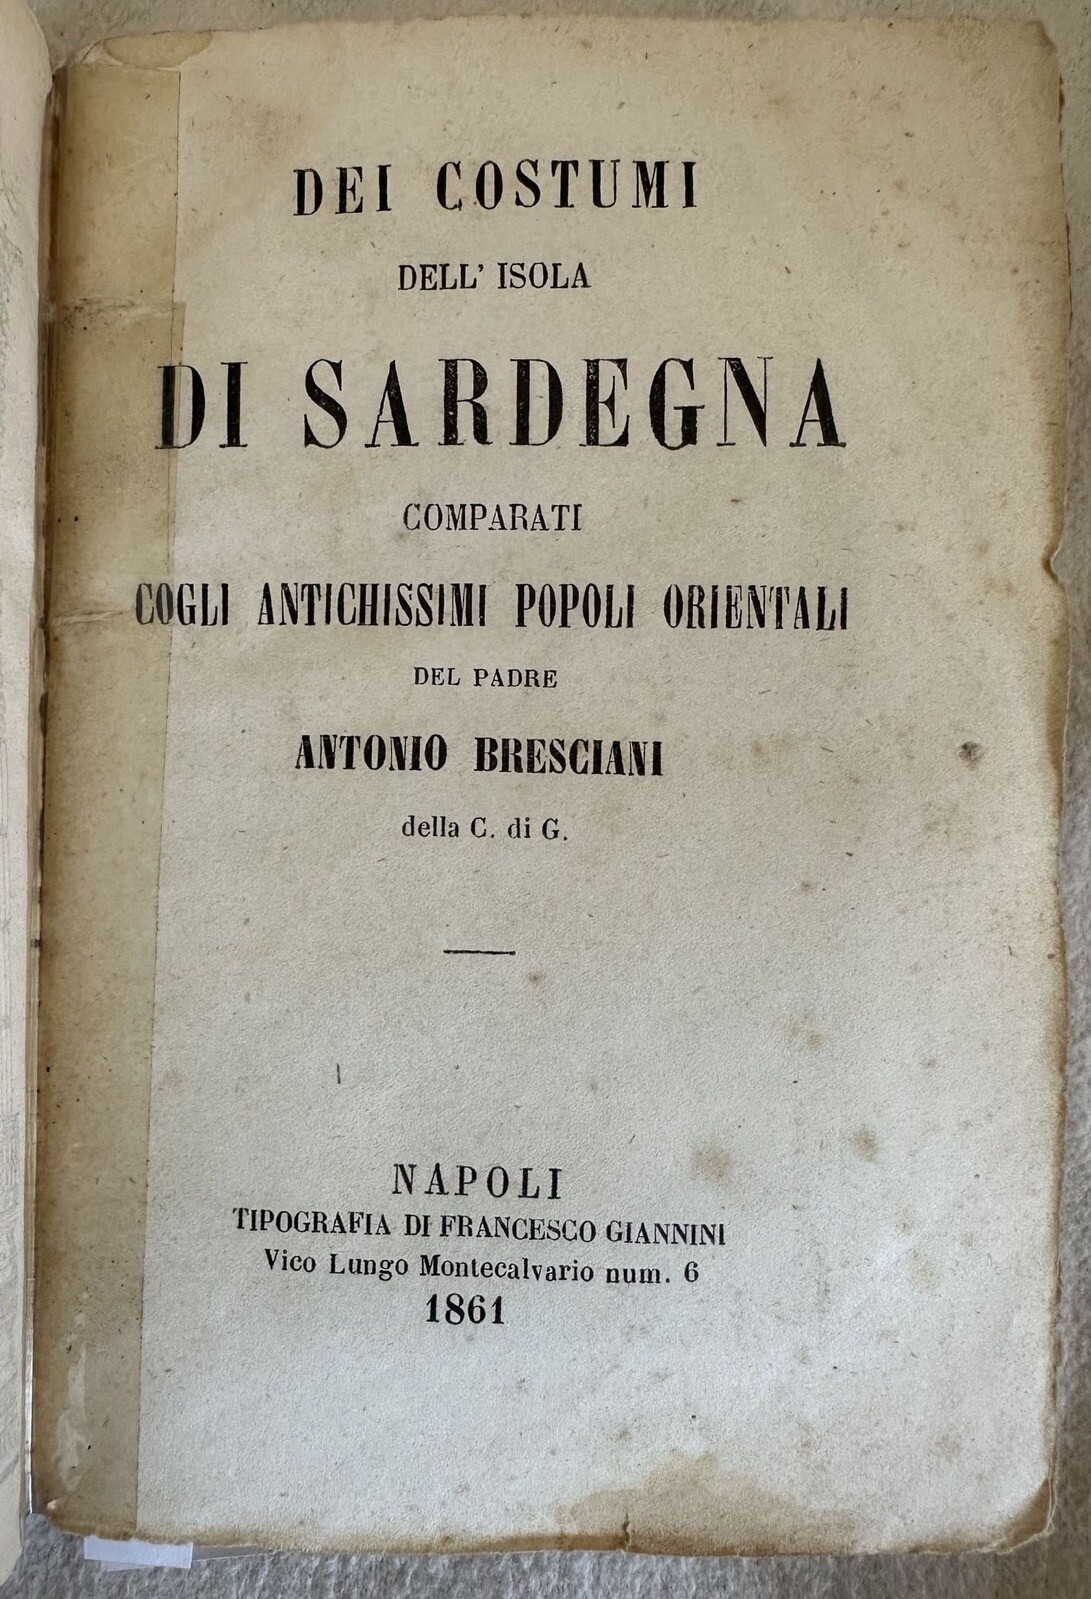 DEI COSTUMI
DELL' ISOLA
DI SARDEGNA
COMPARATI
COGLI ANTICHISSIMI POPOLI ORIENTALI
DEL PADRE
ANTONIO BRESCIANI
della C. di G.
NAPOLI
TIPOGRAFIA DI FRANCESCO GIANNINI
Vico Lungo Montecalvario num. 6
1861